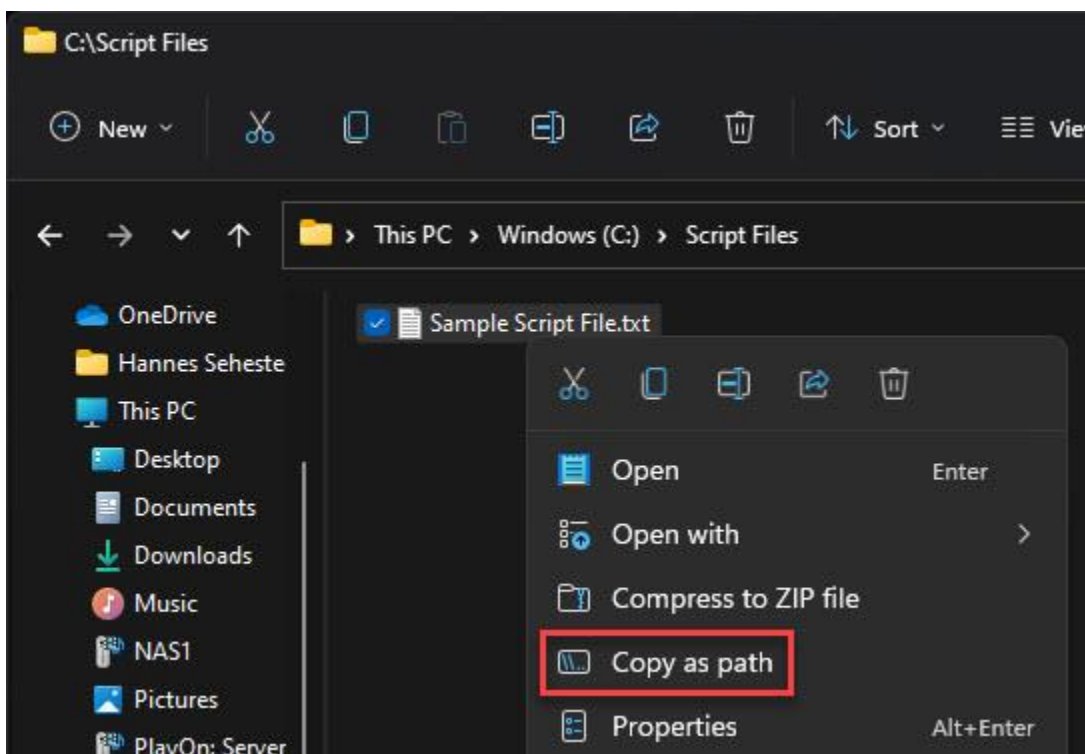 C:\Script Files
New
Sort
This PC > Windows (C:) > Script Files
OneDrive
Hannes Seheste
This PC
Desktop
Documents
Downloads
Music
NAS1
Pictures
PlayOn: Server
Sample Script File.txt
Open Enter
Open with
Compress to ZIP file
Copy as path
Properties Alt+Enter